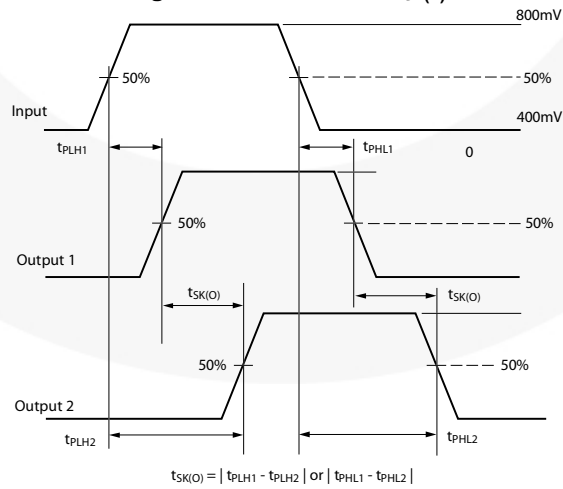 800mV
50%
50%
Input
400mV
tPLH1
tPHL1
0
50%
50%
Output 1
tSK(O)
tSK(O)
50%
50%
Output 2
tPLH2
tPHL2
tSK(O) = | tPLH1 - tPLH2 | or | tPHL1 - tPHL2 |